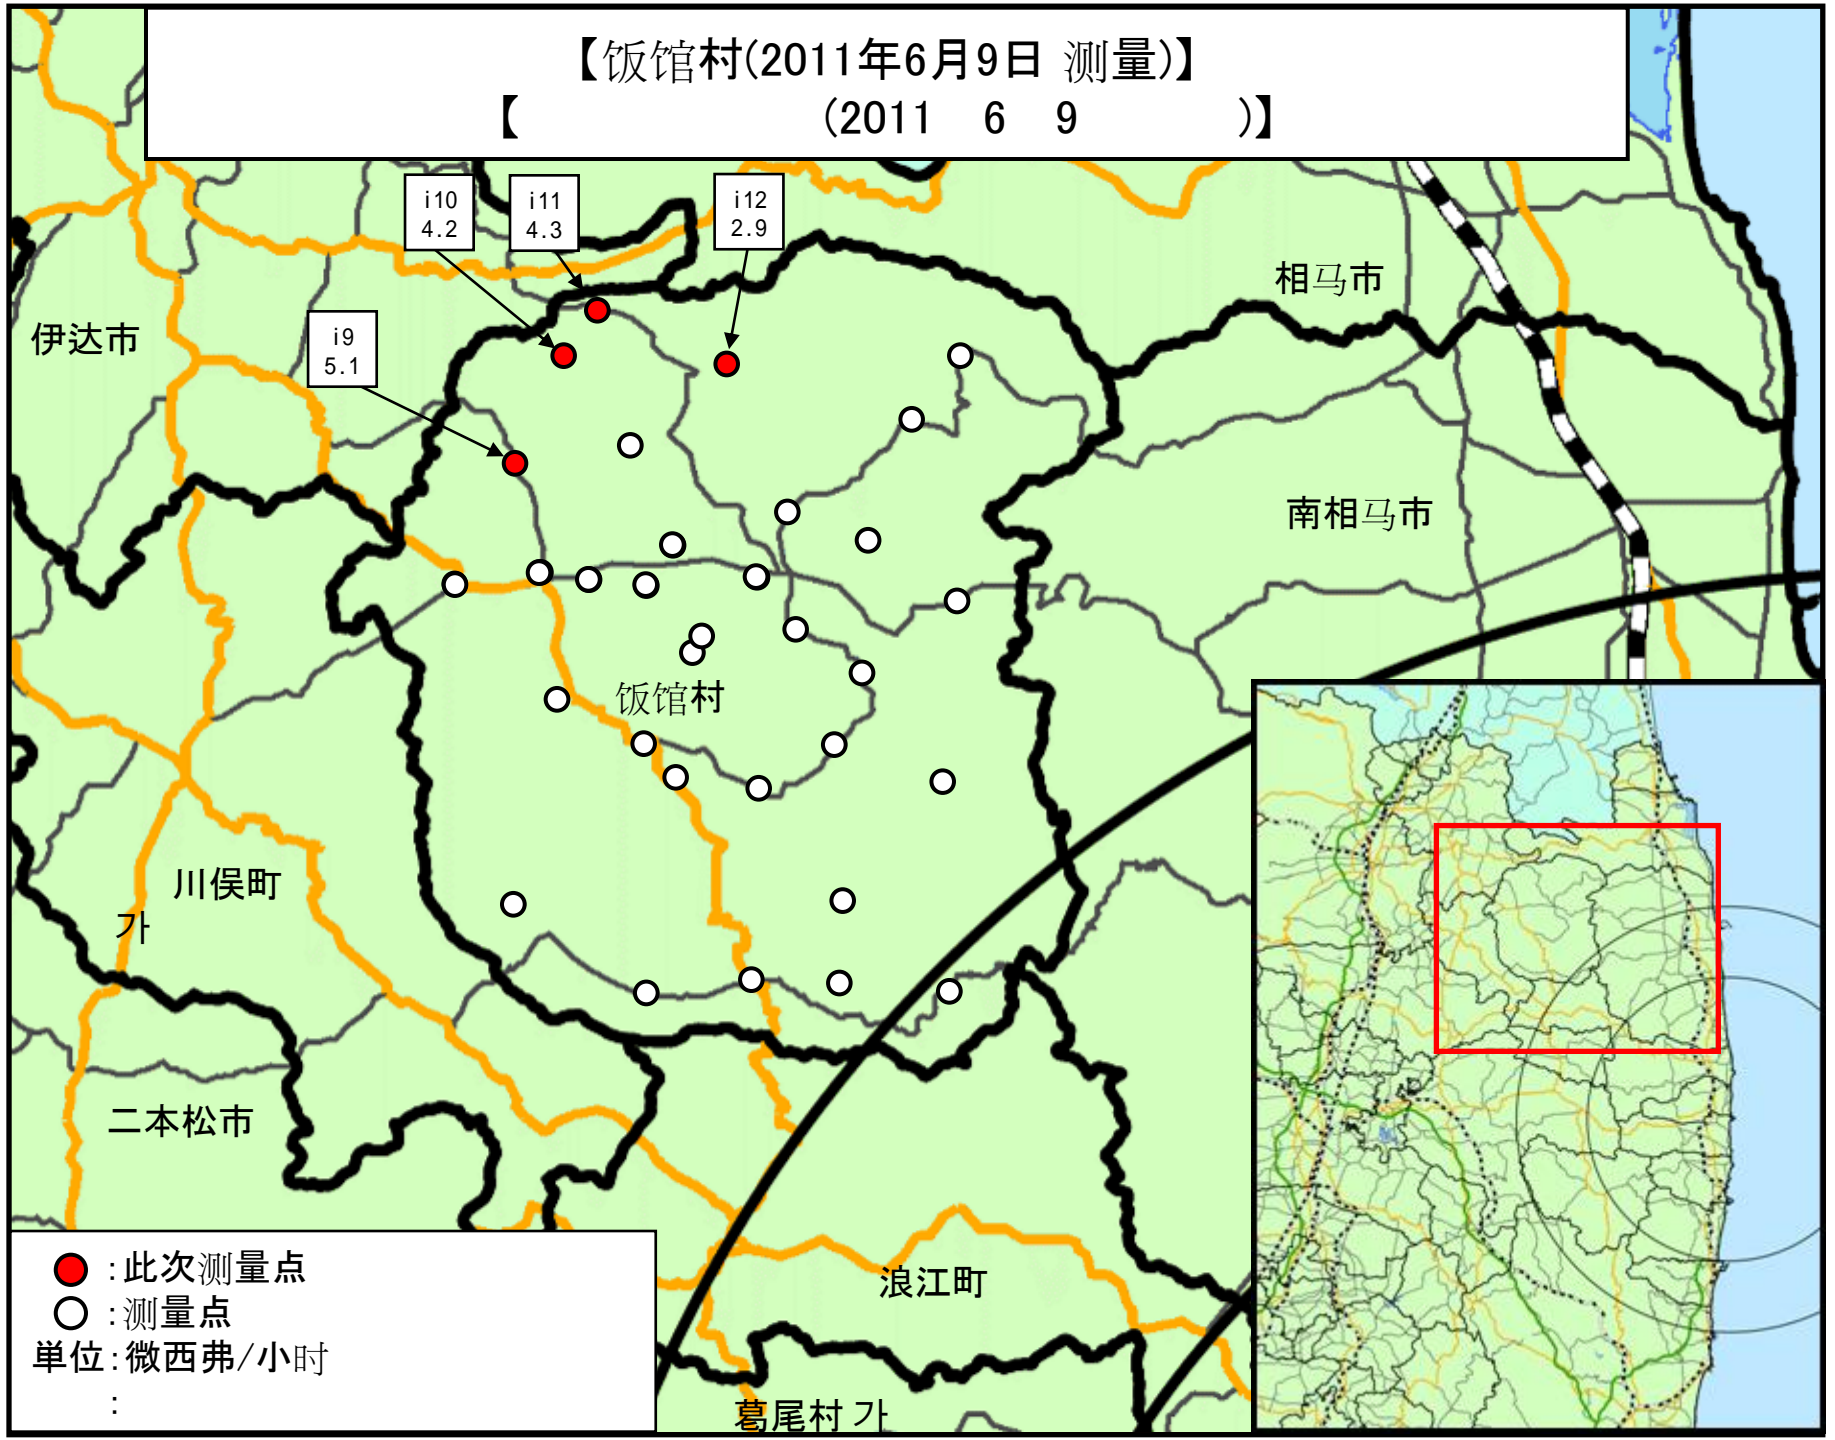 【饭馆村(2011年6月9日 测量)】
【 (2011 6 9 )】
i10
4.2
i11
4.3
i12
2.9
i9
5.1
相马市
伊达市
南相马市
饭馆村
川俣町
가
二本松市
浪江町
葛尾村 가
:此次测量点
:测量点
単位:微西弗/小时
: